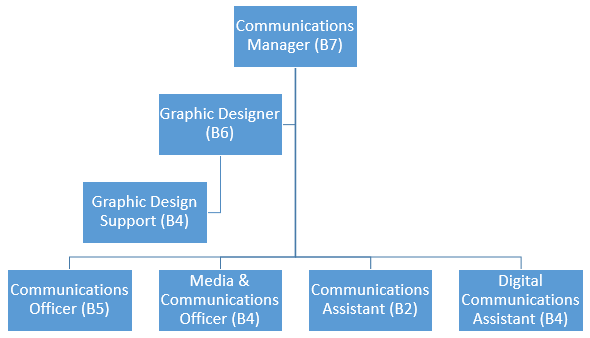 Communications
Manager (B7)
Graphic Designer
(B6)
Graphic Design
Support (B4)
Communications
Officer (B5)
Media &
Communications
Officer (B4)
Communications
Assistant (B2)
Digital
Communications
Assistant (B4)